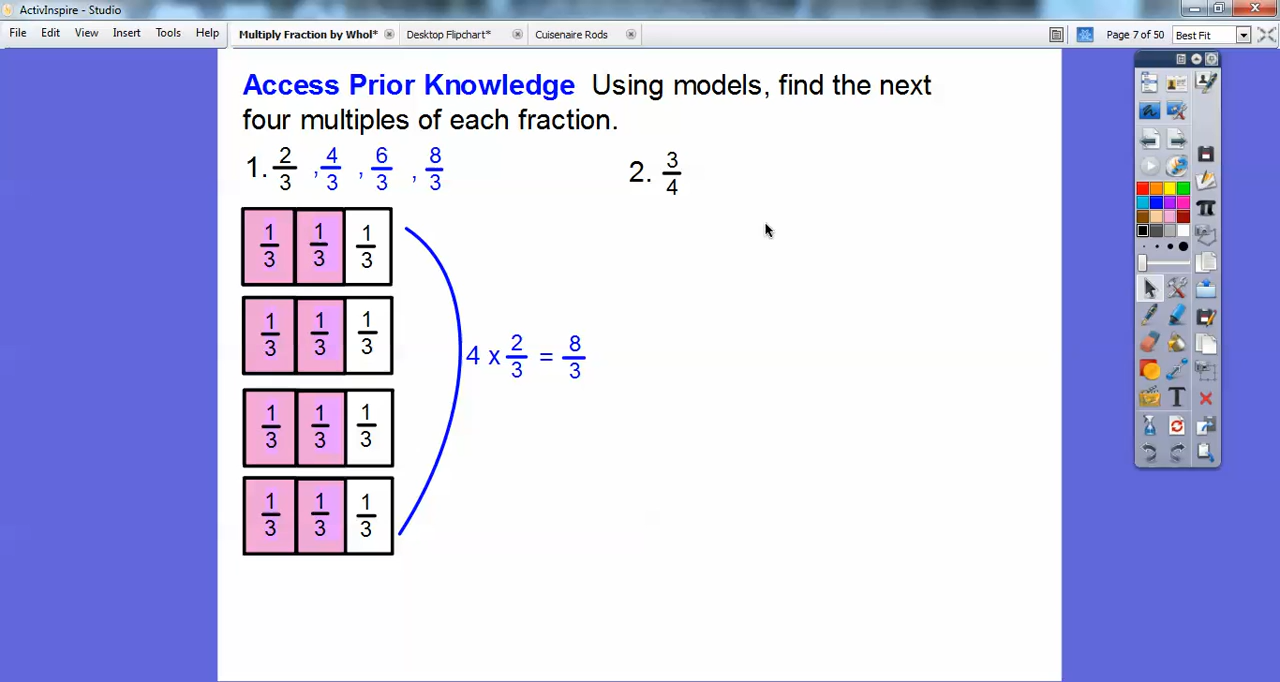 ActivInspire - Studio
File Edit View Insert Tools Help
Multiply Fraction by Whol* Desktop Flipchart* Cuisenaire Rods
Page 7 of 50 Best Fit
Access Prior Knowledge Using models, find the next
four multiples of each fraction.
1. 2/3 , 4/3 , 6/3 , 8/3
2. 3/4
1/3 1/3 1/3
1/3 1/3 1/3
4 x 2/3 = 8/3
1/3 1/3 1/3
1/3 1/3 1/3